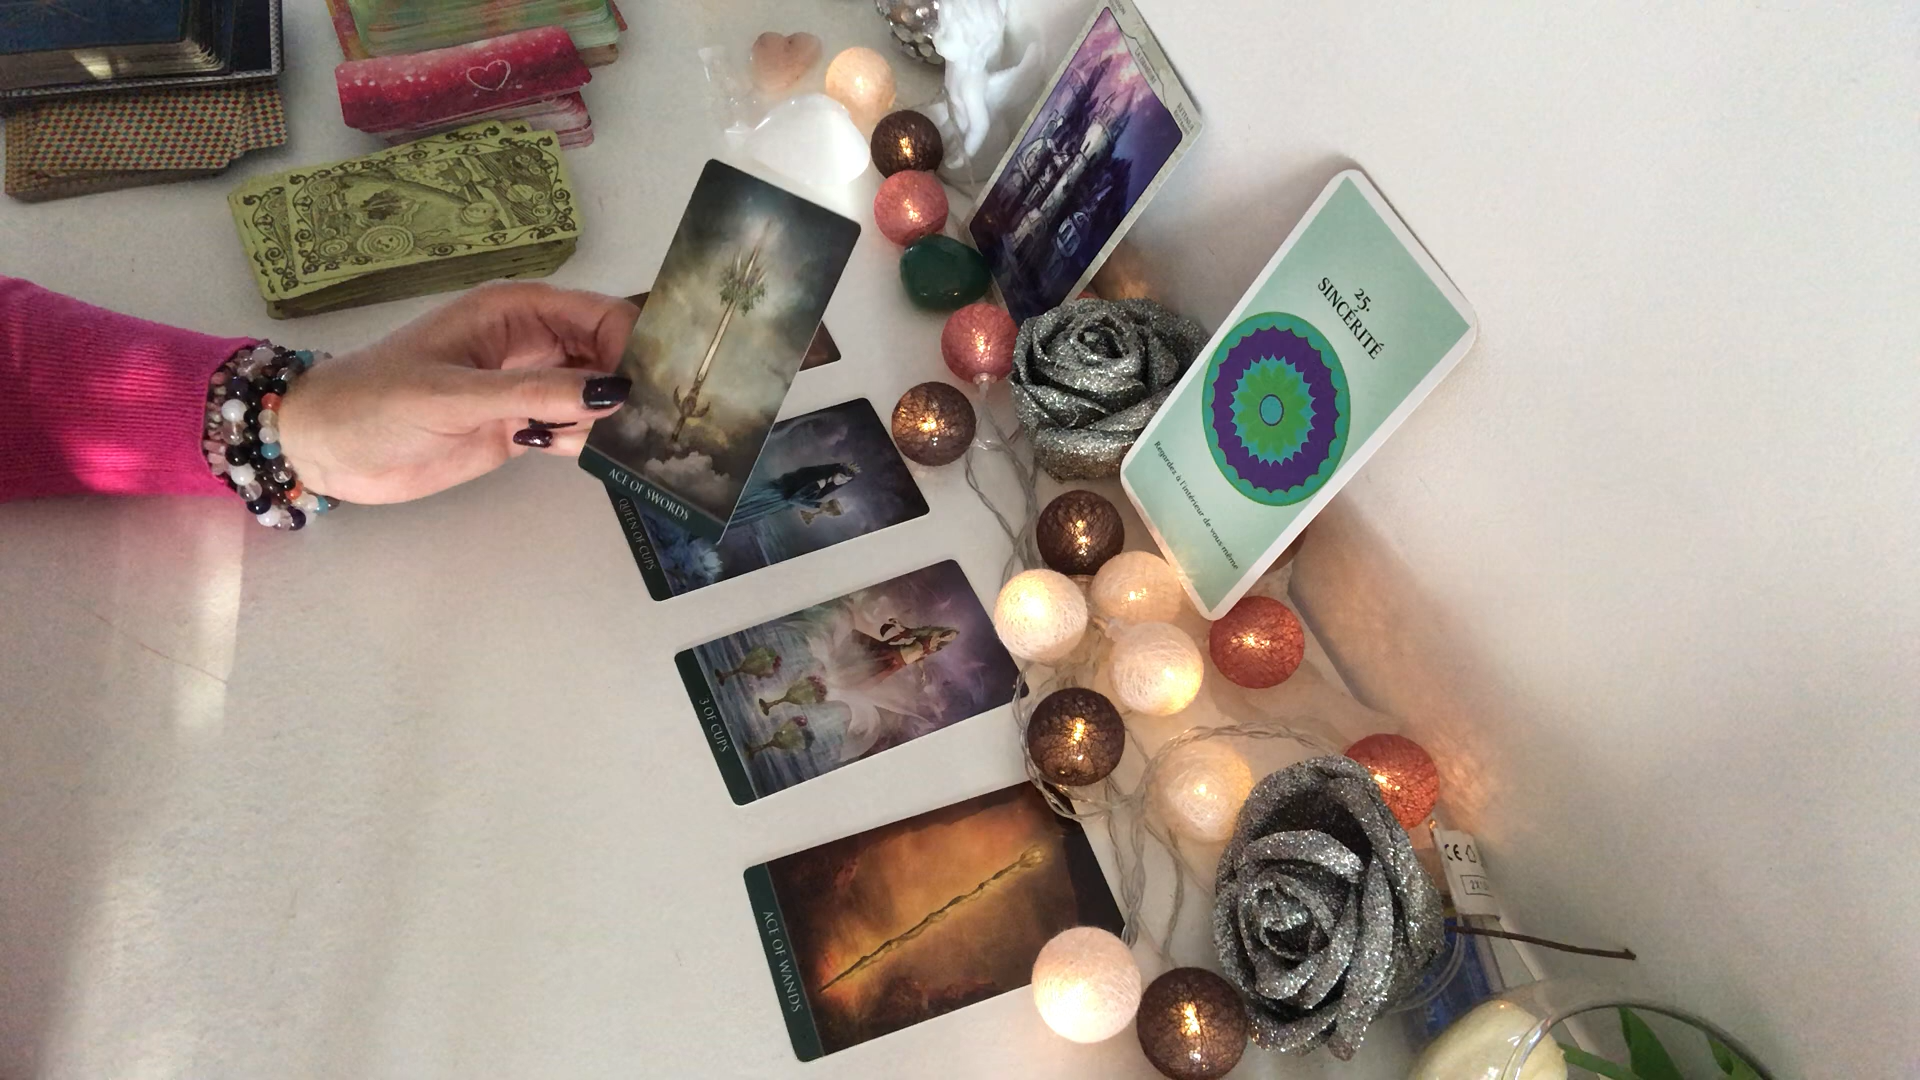 25.
SINCÉRITÉ
Regardez à l'intérieur de vous-même
ACE OF SWORDS
QUEEN OF CUPS
3 OF CUPS
ACE OF WANDS
CE